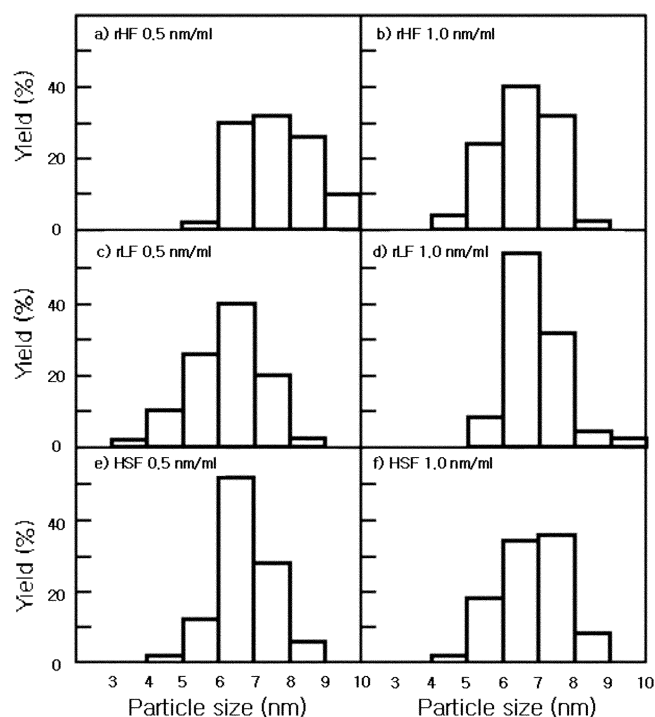 a) rHF 0.5 nm/ml
b) rHF 1.0 nm/ml
Yield (%)
40
20
0
c) rLF 0.5 nm/ml
d) rLF 1.0 nm/ml
Yield (%)
40
20
0
e) HSF 0.5 nm/ml
f) HSF 1.0 nm/ml
Yield (%)
40
20
0
3 4 5 6 7 8 9 10 3 4 5 6 7 8 9 10
Particle size (nm) Particle size (nm)